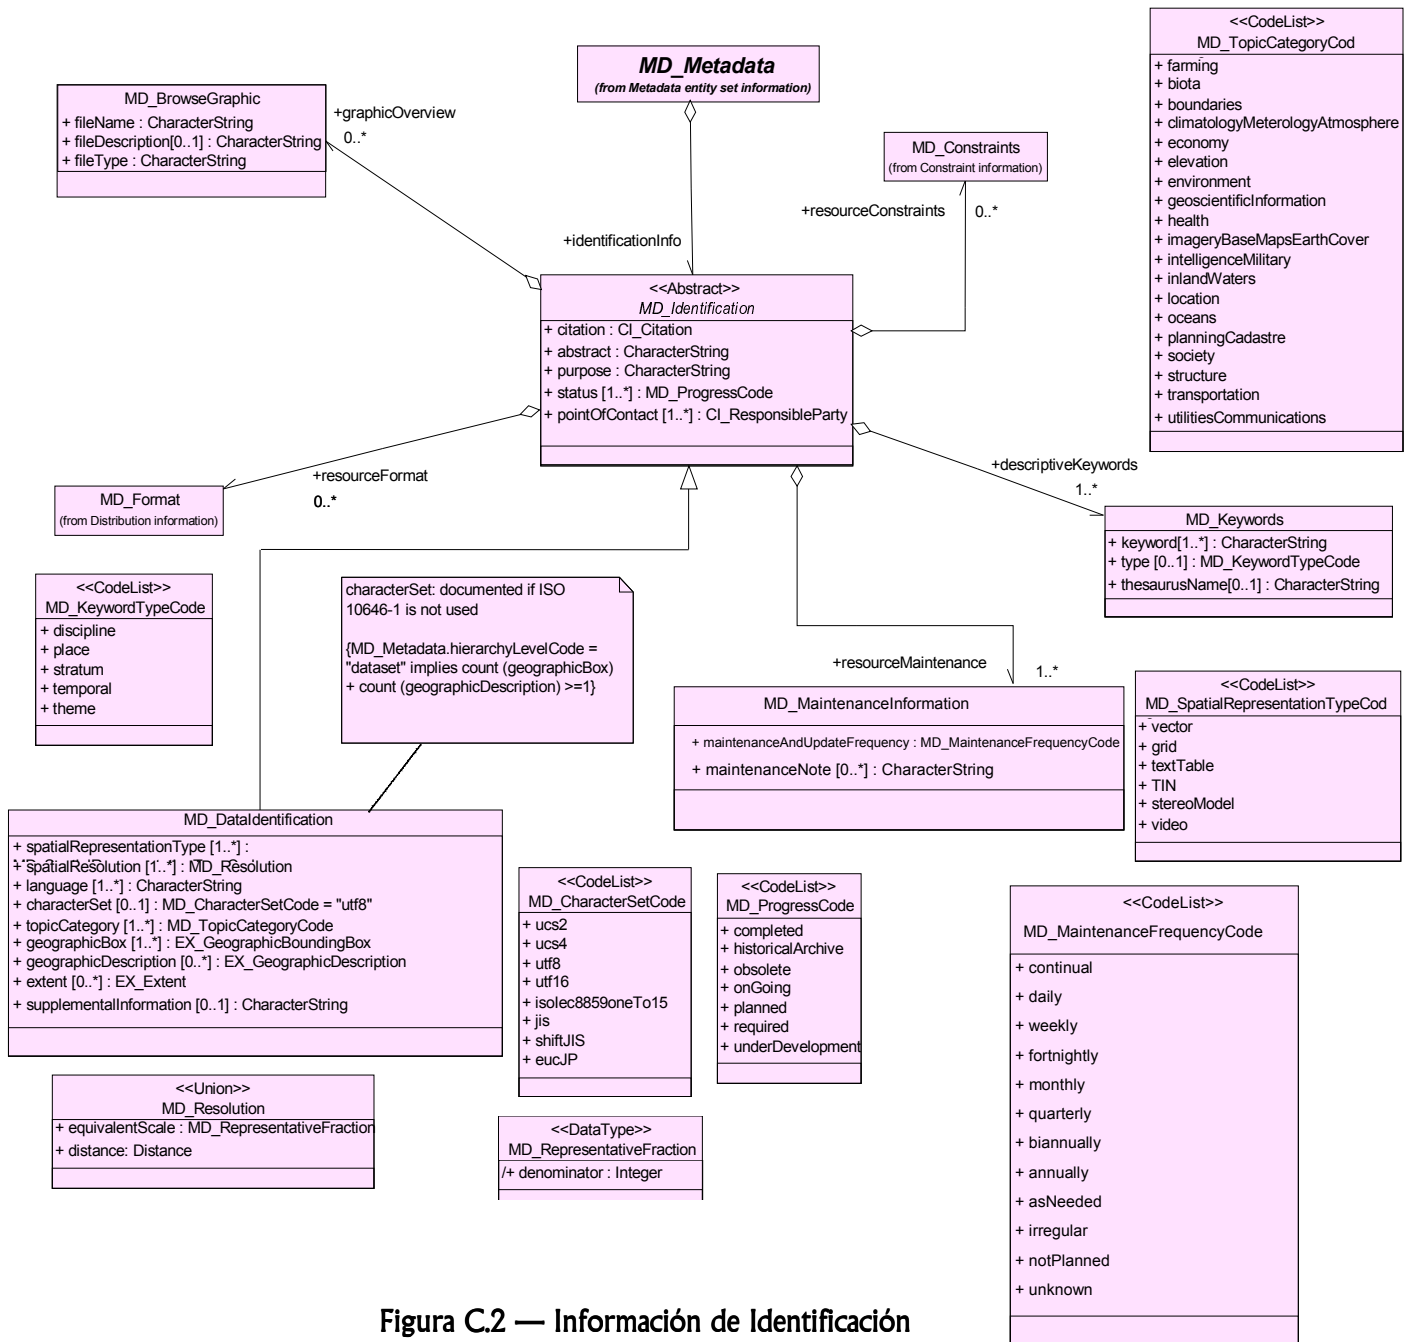 MD_Metadata
(from Metadata entity set information)
MD_BrowseGraphic
+ fileName : CharacterString
+ fileDescription[0..1] : CharacterString
+ fileType : CharacterString
+graphicOverview
0..*
MD_Constraints
(from Constraint information)
+resourceConstraints
0..*
+identificationInfo
<<CodeList>>
MD_TopicCategoryCod
+ farming
+ biota
+ boundaries
+ climatologyMeterologyAtmosphere
+ economy
+ elevation
+ environment
+ geoscientificInformation
+ health
+ imageryBaseMapsEarthCover
+ intelligenceMilitary
+ inlandWaters
+ location
+ oceans
+ planningCadastre
+ society
+ structure
+ transportation
+ utilitiesCommunications
<<Abstract>>
MD_Identification
+ citation : CI_Citation
+ abstract : CharacterString
+ purpose : CharacterString
+ status [1..*] : MD_ProgressCode
+ pointOfContact [1..*] : CI_ResponsibleParty
+resourceFormat
0..*
MD_Format
(from Distribution information)
+descriptiveKeywords
1..*
MD_Keywords
+ keyword[1..*] : CharacterString
+ type [0..1] : MD_KeywordTypeCode
+ thesaurusName[0..1] : CharacterString
<<CodeList>>
MD_KeywordTypeCode
+ discipline
+ place
+ stratum
+ temporal
+ theme
characterSet: documented if ISO
10646-1 is not used
{MD_Metadata.hierarchyLevelCode =
"dataset" implies count (geographicBox)
+ count (geographicDescription) >=1}
+resourceMaintenance
1..*
MD_MaintenanceInformation
+ maintenanceAndUpdateFrequency : MD_MaintenanceFrequencyCode
+ maintenanceNote [0..*] : CharacterString
<<CodeList>>
MD_SpatialRepresentationTypeCod
+ vector
+ grid
+ textTable
+ TIN
+ stereoModel
+ video
MD_DataIdentification
+ spatialRepresentationType [1..*] :
+ spatialResolution [1..*] : MD_Resolution
+ language [1..*] : CharacterString
+ characterSet [0..1] : MD_CharacterSetCode = "utf8"
+ topicCategory [1..*] : MD_TopicCategoryCode
+ geographicBox [1..*] : EX_GeographicBoundingBox
+ geographicDescription [0..*] : EX_GeographicDescription
+ extent [0..*] : EX_Extent
+ supplementalInformation [0..1] : CharacterString
<<CodeList>>
MD_CharacterSetCode
+ ucs2
+ ucs4
+ utf8
+ utf16
+ isoIec8859oneTo15
+ jis
+ shiftJIS
+ eucJP
<<CodeList>>
MD_ProgressCode
+ completed
+ historicalArchive
+ obsolete
+ onGoing
+ planned
+ required
+ underDevelopment
<<CodeList>>
MD_MaintenanceFrequencyCode
+ continual
+ daily
+ weekly
+ fortnightly
+ monthly
+ quarterly
+ biannually
+ annually
+ asNeeded
+ irregular
+ notPlanned
+ unknown
<<Union>>
MD_Resolution
+ equivalentScale : MD_RepresentativeFraction
+ distance: Distance
<<DataType>>
MD_RepresentativeFraction
/+ denominator : Integer
Figura C.2 — Información de Identificación